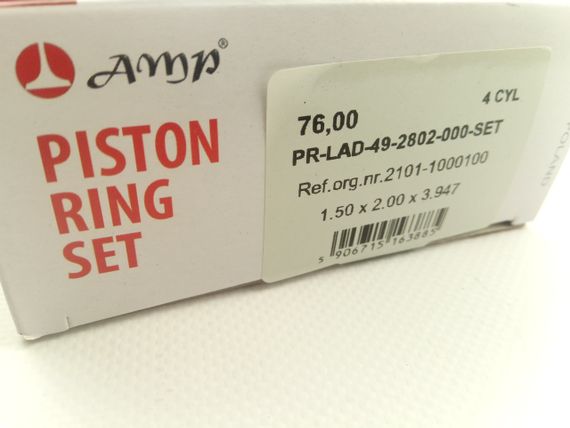 AMP®
PISTON
RING
SET
4 CYL
76,00
PR-LAD-49-2802-000-SET
Ref.org.nr.2101-1000100
1.50 x 2.00 x 3.947
5 906715 163885
POLAND